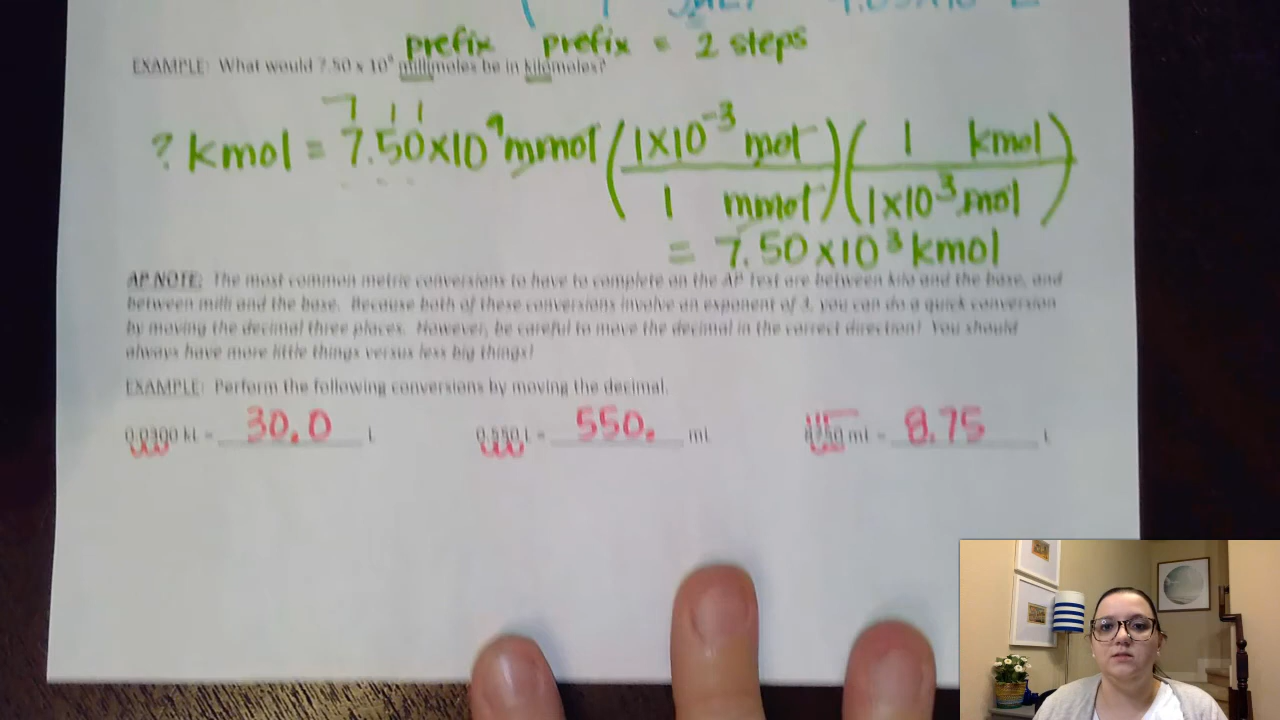 prefix prefix = 2 steps
EXAMPLE: What would 7.50 x 10⁹ millimoles be in kilomoles?
? kmol = 7.50x10⁹ mmol (1x10⁻³ mol / 1 mmol) (1 kmol / 1x10³ mol)
= 7.50x10³ kmol
AP NOTE: The most common metric conversions to have to complete on the AP Test are between kilo and the base, and
between milli and the base. Because both of these conversions involve an exponent of 3, you can do a quick conversion
by moving the decimal three places. However, be careful to move the decimal in the correct direction! You should
always have more little things versus less big things!
EXAMPLE: Perform the following conversions by moving the decimal.
0.0300 kL = 30.0 L 0.550 L = 550. mL 8750 mL = 8.75 L